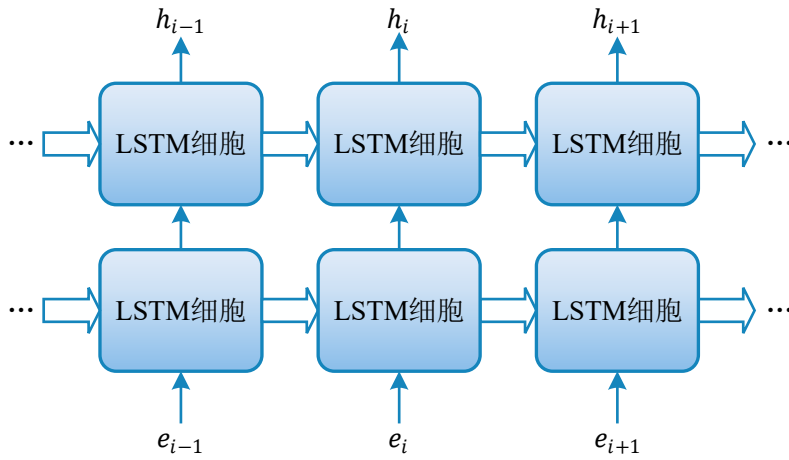 h_{i-1} h_i h_{i+1}
... LSTM细胞 LSTM细胞 LSTM细胞 ...
... LSTM细胞 LSTM细胞 LSTM细胞 ...
e_{i-1} e_i e_{i+1}